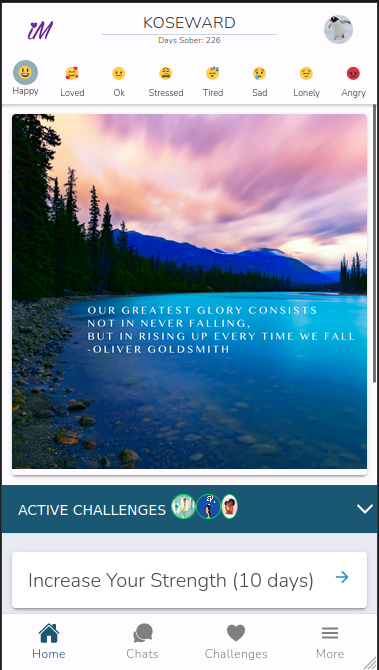 iM
KOSEWARD
Days Sober: 226
Happy
Loved
Ok
Stressed
Tired
Sad
Lonely
Angry
OUR GREATEST GLORY CONSISTS
NOT IN NEVER FALLING,
BUT IN RISING UP EVERY TIME WE FALL
-OLIVER GOLDSMITH
ACTIVE CHALLENGES
Increase Your Strength (10 days)
Home
Chats
Challenges
More